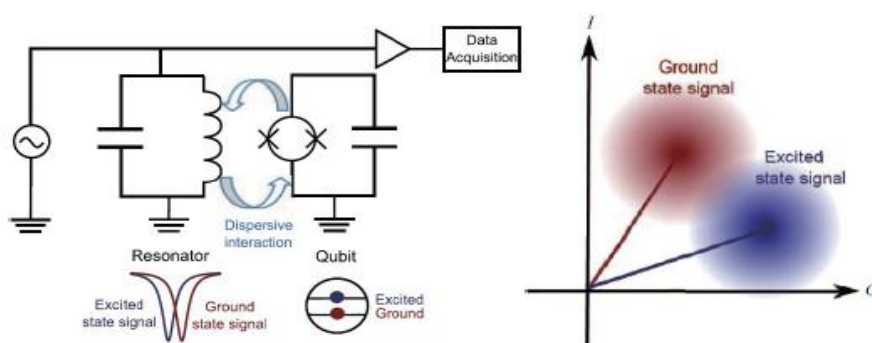 Data
Acquisition
Dispersive
interaction
Resonator
Qubit
Excited
state signal
Ground
state signal
Excited
Ground
I
Ground
state signal
Excited
state signal